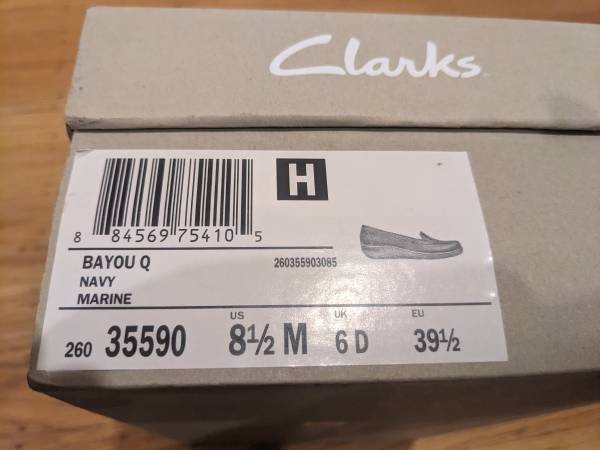 Clarks
H
8 84569 75410 5
BAYOU Q
260355903085
NAVY
MARINE
US UK EU
260 35590 8½ M 6 D 39½